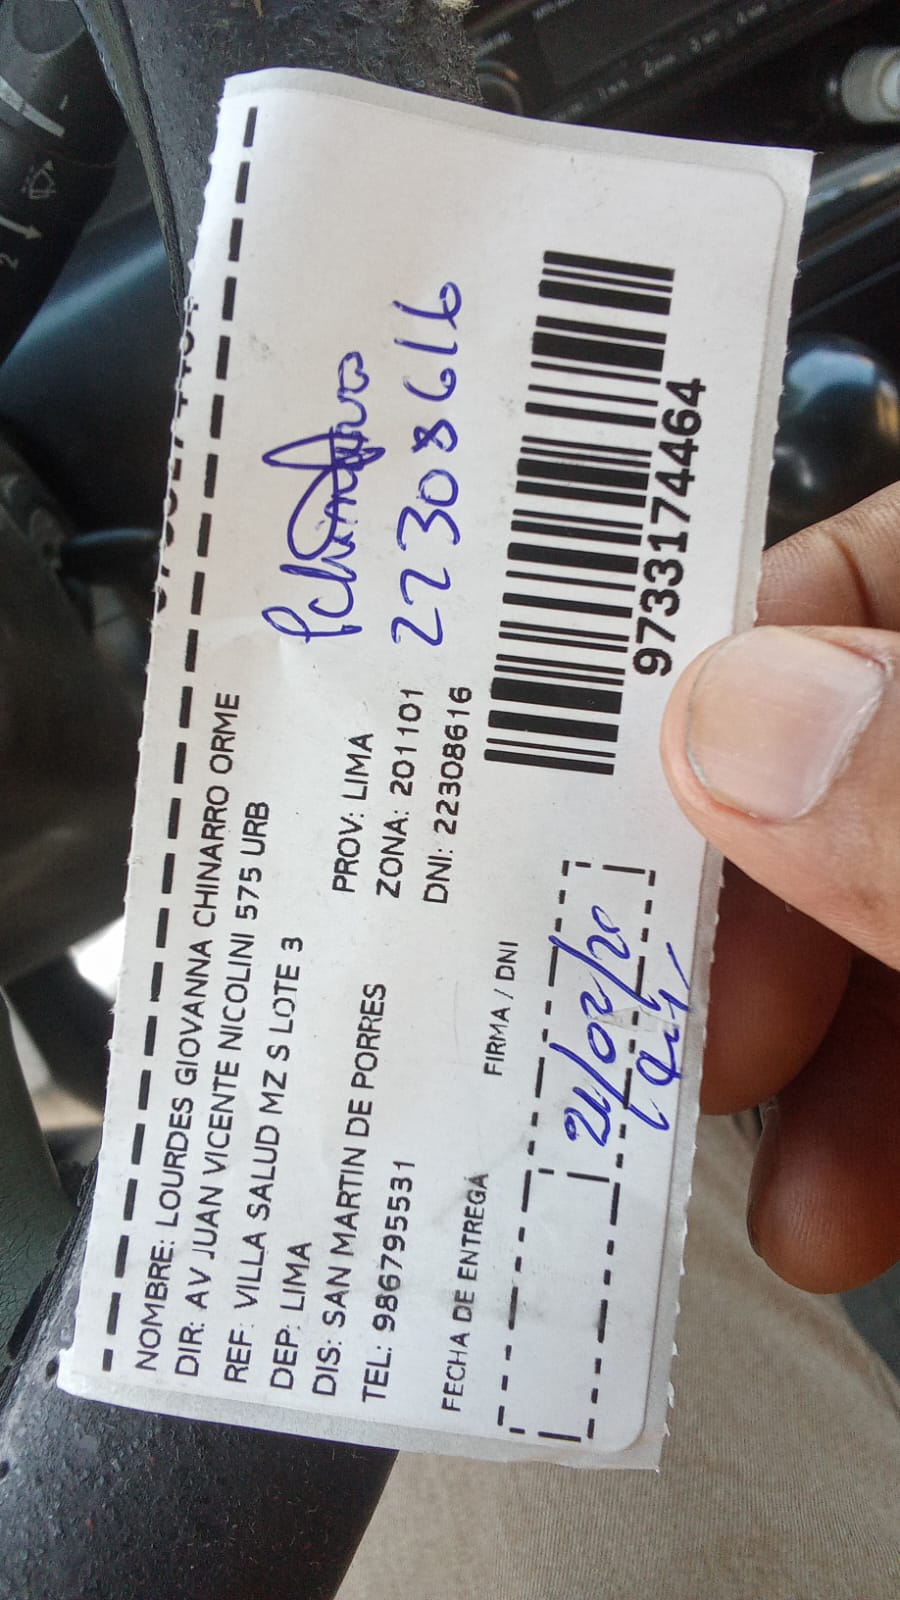 NOMBRE: LOURDES GIOVANNA CHINARRO ORME
DIR: AV JUAN VICENTE NICOLINI 575 URB
REF: VILLA SALUD MZ S LOTE 3
DEP: LIMA
PROV: LIMA
DIS: SAN MARTIN DE PORRES
ZONA: 201101
TEL: 986795531
DNI: 22308616
22308616
FECHA DE ENTREGA
FIRMA / DNI
21/02/20
9733174464